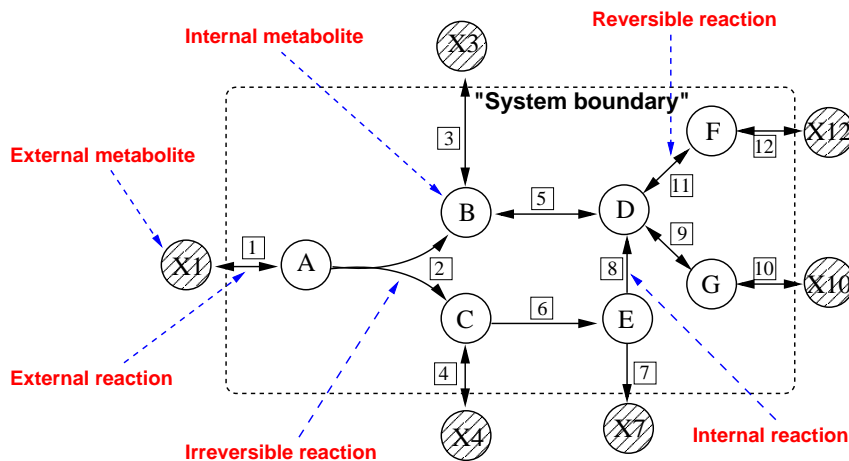 Reversible reaction
Internal metabolite
X3
"System boundary"
F
12
X12
External metabolite
3
11
B
5
D
9
1
X1
A
2
8
G
10
X10
C
6
E
External reaction
4
7
X4
X7
Internal reaction
Irreversible reaction